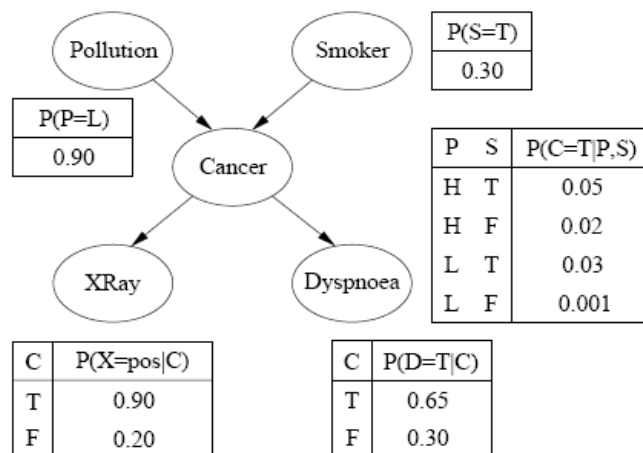 Pollution
Smoker
P(S=T)
0.30
P(P=L)
0.90
Cancer
P S P(C=T|P,S)
H T 0.05
H F 0.02
L T 0.03
L F 0.001
XRay
Dyspnoea
C P(X=pos|C)
T 0.90
F 0.20
C P(D=T|C)
T 0.65
F 0.30